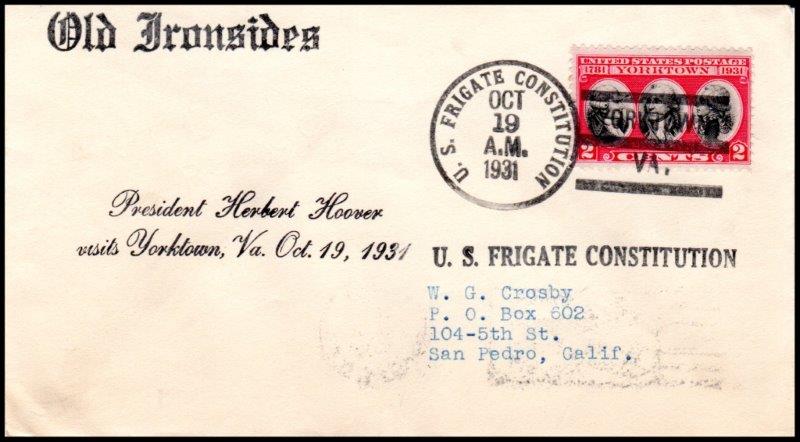 Old Ironsides
U. S. FRIGATE CONSTITUTION
OCT
19
A.M.
1931
UNITED STATES POSTAGE
1781 YORKTOWN 1931
YORKTOWN
2 CENTS 2
VA.
President Herbert Hoover
visits Yorktown, Va. Oct. 19, 1931
U. S. FRIGATE CONSTITUTION
W. G. Crosby
P. O. Box 602
104-5th St.
San Pedro, Calif.